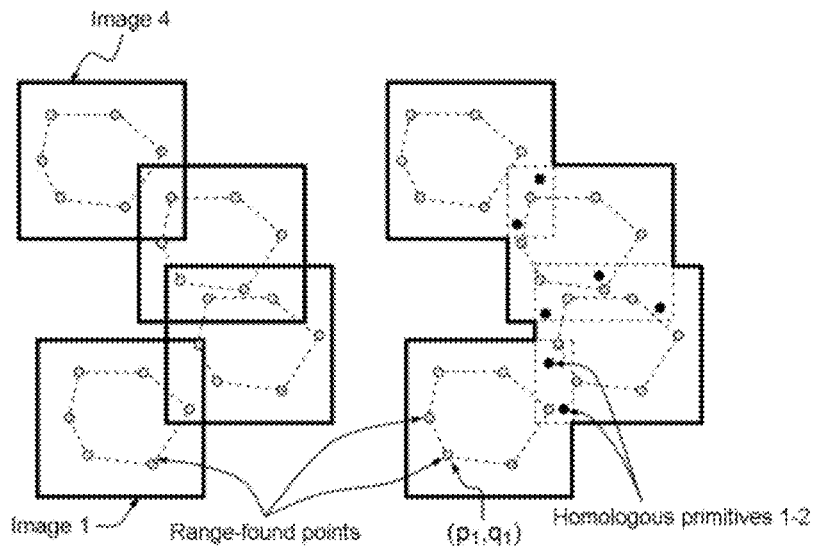 Image 4
Image 1
Range-found points
(p₁,q₁)
Homologous primitives 1-2